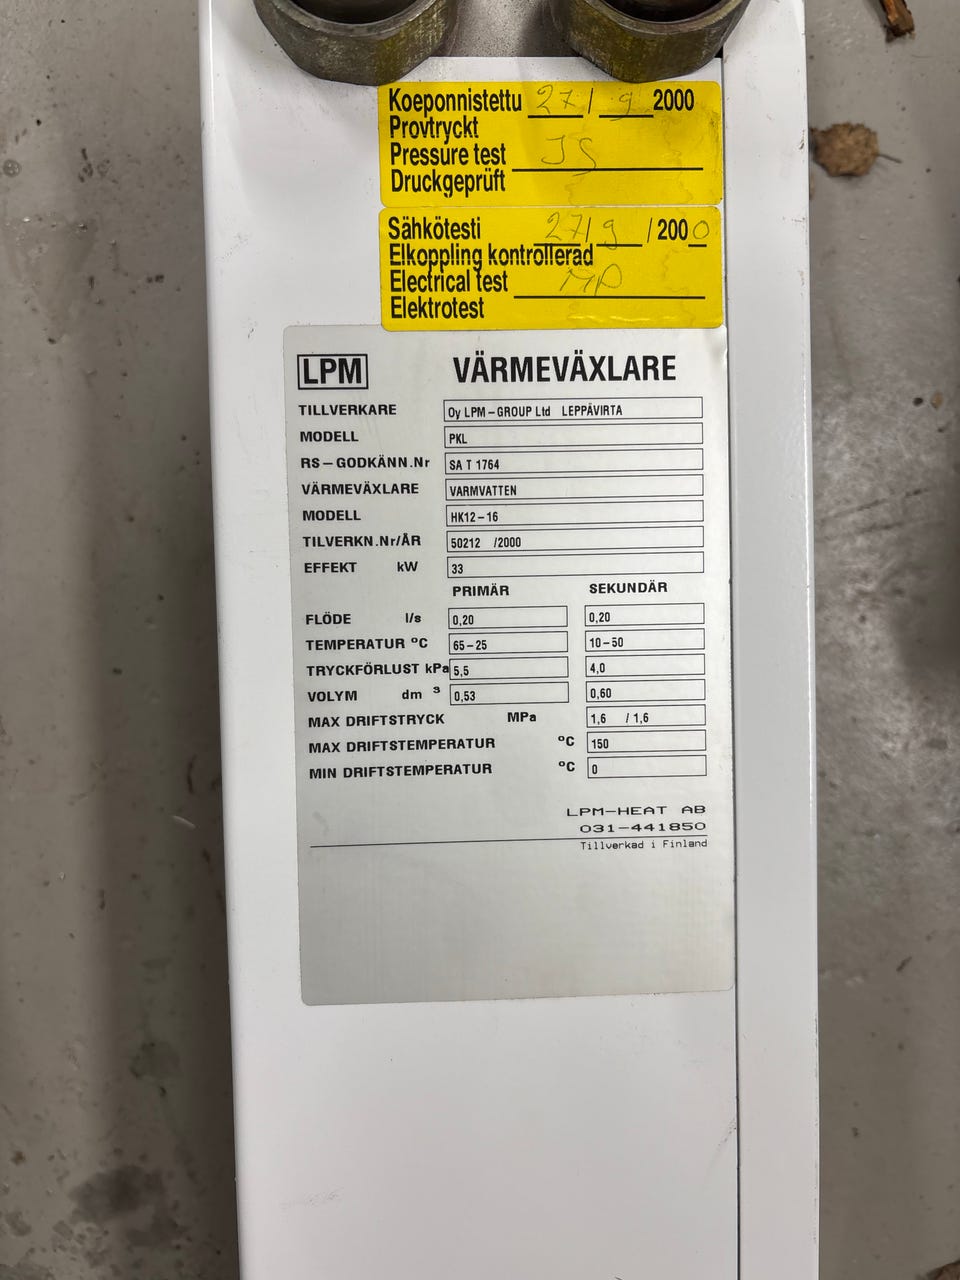 Koeponnistettu 27/9 2000
Provtryckt
Pressure test JS
Druckgeprüft
Sähkötesti 27/9/2000
Elkoppling kontrollerad
Electrical test MP
Elektrotest
LPM VÄRMEVÄXLARE
TILLVERKARE Oy LPM-GROUP Ltd LEPPÄVIRTA
MODELL PKL
RS-GODKÄNN.Nr SA T 1764
VÄRMEVÄXLARE VARMVATTEN
MODELL HK12-16
TILVERKN.Nr/ÅR 50212 /2000
EFFEKT kW 33
PRIMÄR SEKUNDÄR
FLÖDE l/s 0,20 0,20
TEMPERATUR °C 65-25 10-50
TRYCKFÖRLUST kPa 5,5 4,0
VOLYM dm ³ 0,53 0,60
MAX DRIFTSTRYCK MPa 1,6 / 1,6
MAX DRIFTSTEMPERATUR °C 150
MIN DRIFTSTEMPERATUR °C 0
LPM-HEAT AB
031-441850
Tillverkad i Finland